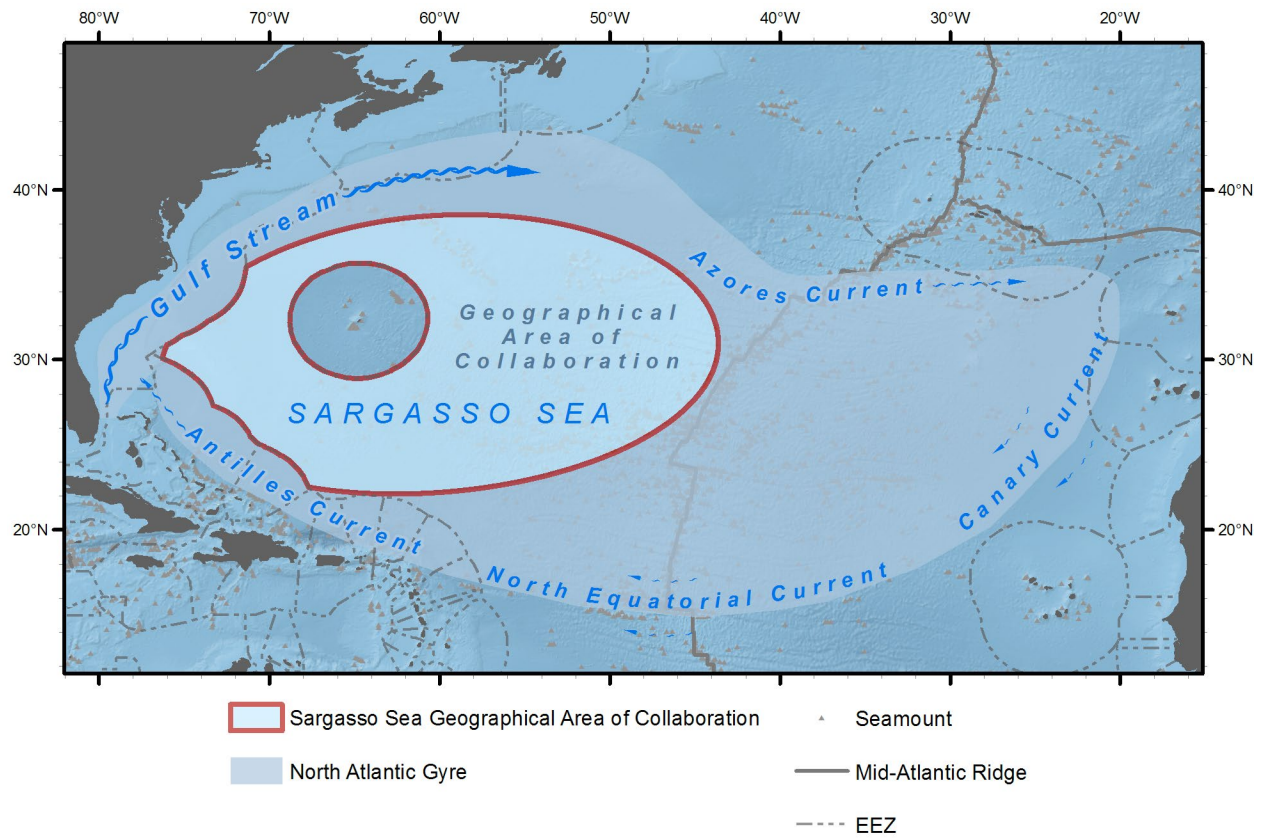 80°W 70°W 60°W 50°W 40°W 30°W 20°W
40°N 40°N
Gulf Stream
Azores Current
Geographical
Area of
Collaboration
30°N 30°N
SARGASSO SEA
Canary Current
Antilles Current
20°N 20°N
North Equatorial Current
80°W 70°W 60°W 50°W 40°W 30°W 20°W
Sargasso Sea Geographical Area of Collaboration
Seamount
North Atlantic Gyre
Mid-Atlantic Ridge
EEZ